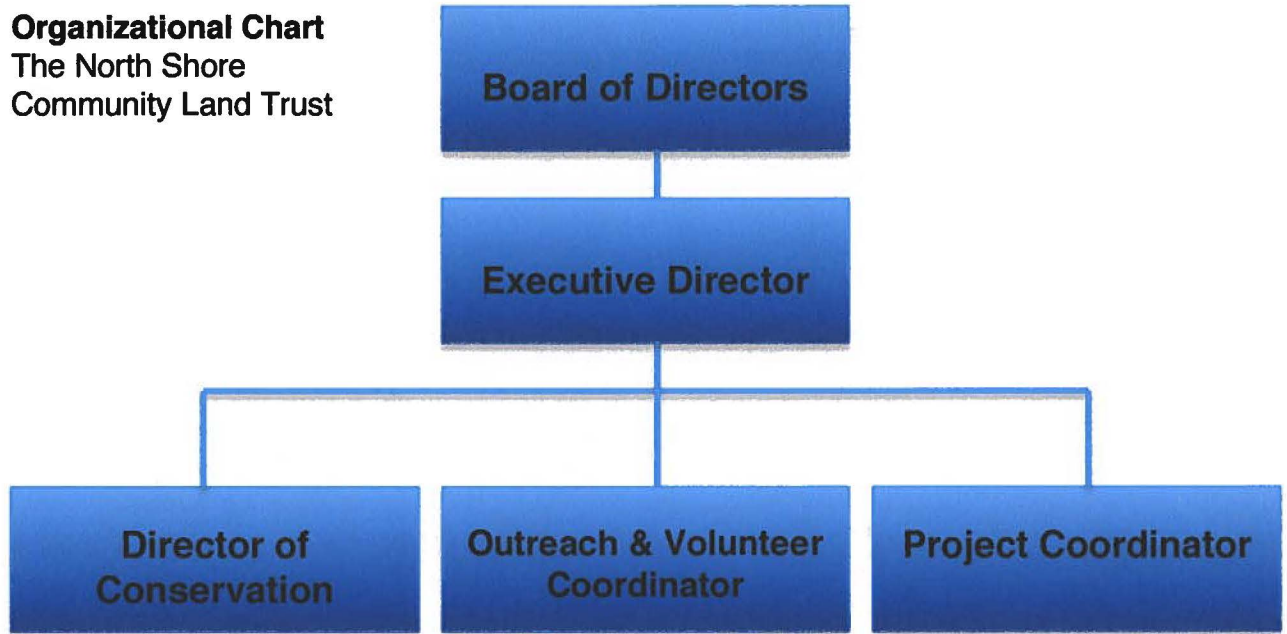 Organizational Chart
The North Shore
Community Land Trust
Board of Directors
Executive Director
Director of
Conservation
Outreach & Volunteer
Coordinator
Project Coordinator